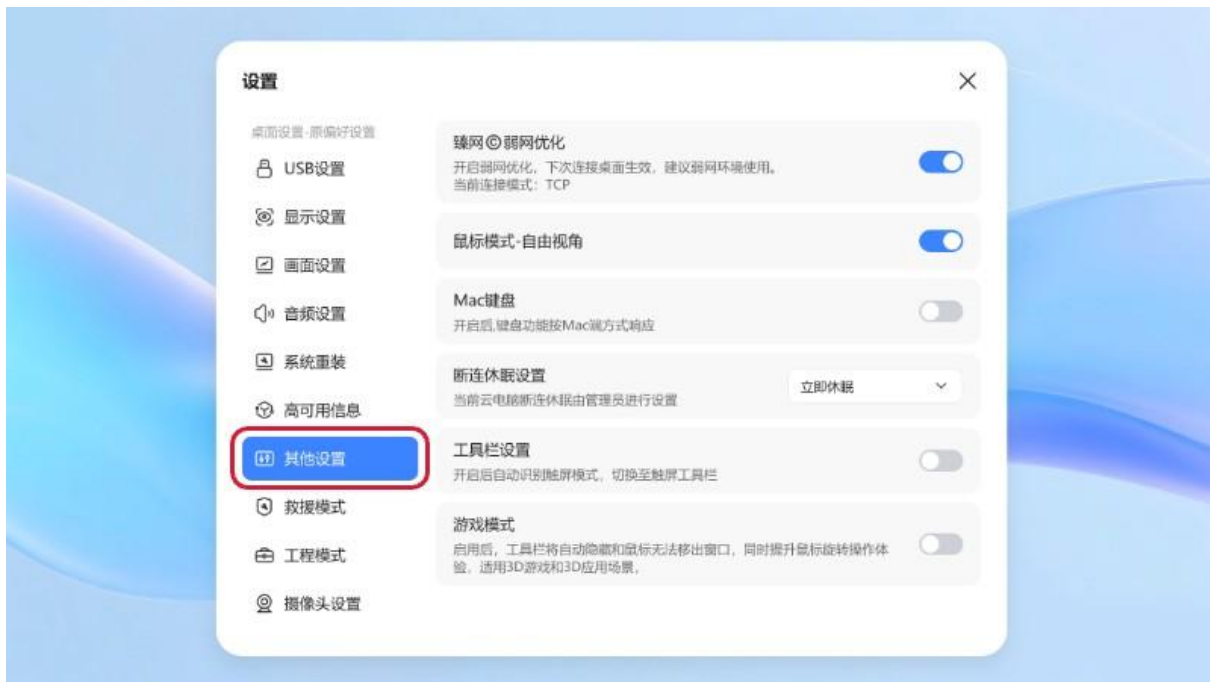 设置
桌面设置-原偏好设置
USB设置
显示设置
画面设置
音频设置
系统重装
高可用信息
其他设置
救援模式
工程模式
摄像头设置
臻网©弱网优化
开启弱网优化，下次连接桌面生效，建议弱网环境使用。
当前连接模式：TCP
鼠标模式-自由视角
Mac键盘
开启后,键盘功能按Mac端方式响应
断连休眠设置
当前云电脑断连休眠由管理员进行设置
立即休眠
工具栏设置
开启后自动识别触屏模式，切换至触屏工具栏
游戏模式
启用后，工具栏将自动隐藏和鼠标无法移出窗口，同时提升鼠标旋转操作体
验，适用3D游戏和3D应用场景，